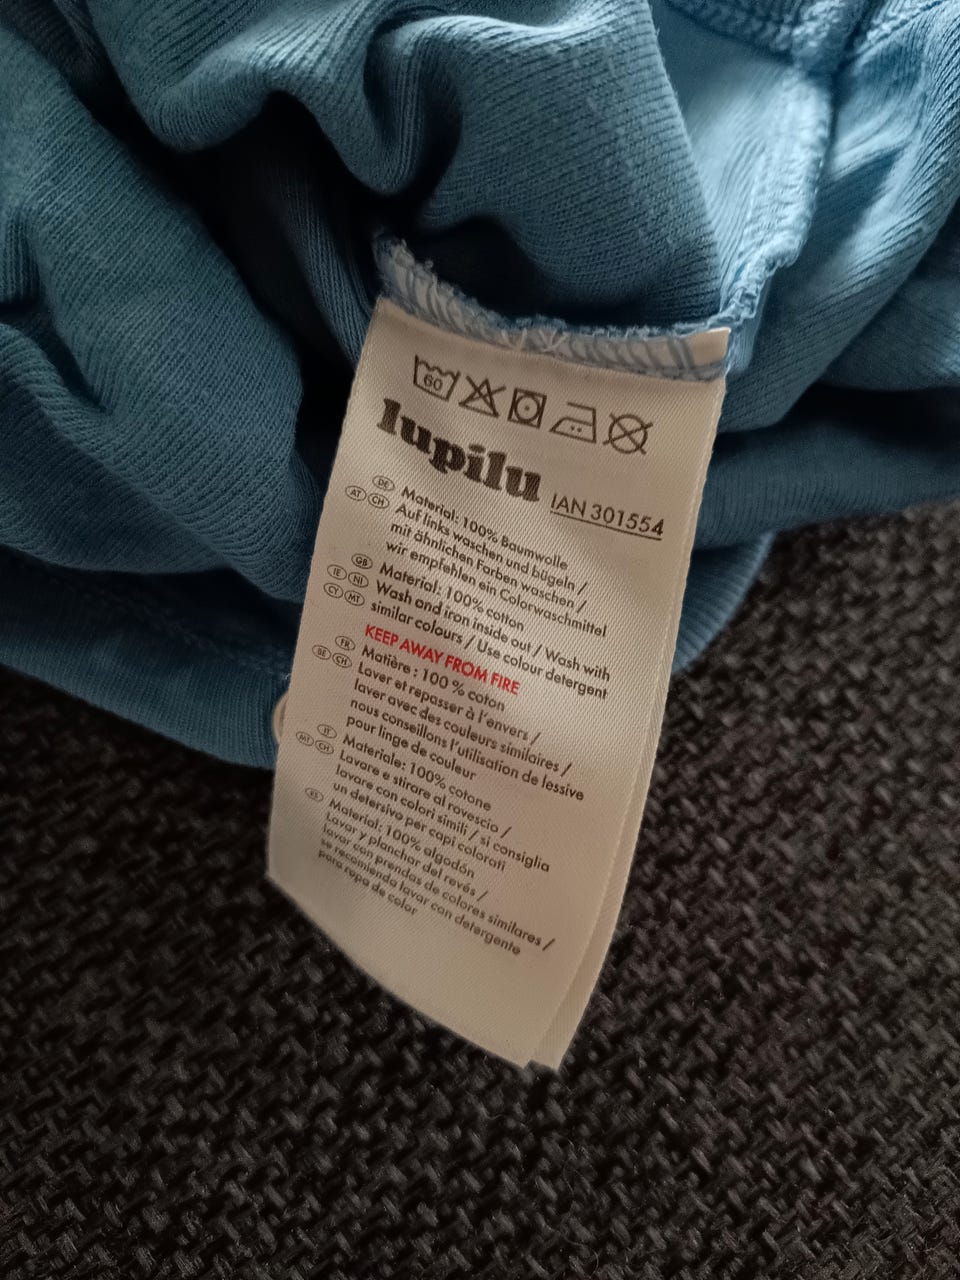 60
lupilu
IAN 301554
DE AT CH
Material: 100% Baumwolle
Auf links waschen und bügeln /
mit ähnlichen Farben waschen /
wir empfehlen ein Colorwaschmittel
GB IE NI CY MT
Material: 100% cotton
Wash and iron inside out / Wash with
similar colours / Use colour detergent
KEEP AWAY FROM FIRE
FR BE CH
Matière : 100 % coton
Laver et repasser à l'envers /
laver avec des couleurs similaires /
nous conseillons l'utilisation de lessive
pour linge de couleur
IT MT CH
Materiale: 100% cotone
Lavare e stirare al rovescio /
lavare con colori simili / si consiglia
un detersivo per capi colorati
ES
Material: 100% algodón
Lavar y planchar del revés /
lavar con prendas de colores similares /
se recomienda lavar con detergente
para ropa de color